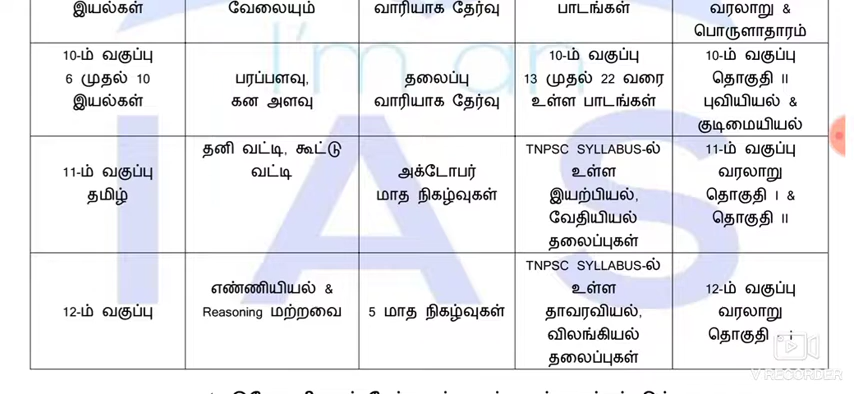 இயல்கள்
வேலையும்
வாரியாக தேர்வு
பாடங்கள்
வரலாறு &
பொருளாதாரம்
10-ம் வகுப்பு
6 முதல் 10
இயல்கள்
பரப்பளவு,
கன அளவு
தலைப்பு
வாரியாக தேர்வு
10-ம் வகுப்பு
13 முதல் 22 வரை
உள்ள பாடங்கள்
10-ம் வகுப்பு
தொகுதி II
புவியியல் &
குடிமையியல்
11-ம் வகுப்பு
தமிழ்
தனி வட்டி, கூட்டு
வட்டி
அக்டோபர்
மாத நிகழ்வுகள்
TNPSC SYLLABUS-ல்
உள்ள
இயற்பியல்,
வேதியியல்
தலைப்புகள்
11-ம் வகுப்பு
வரலாறு
தொகுதி I &
தொகுதி II
12-ம் வகுப்பு
எண்ணியியல் &
Reasoning மற்றவை
5 மாத நிகழ்வுகள்
TNPSC SYLLABUS-ல்
உள்ள
தாவரவியல்,
விலங்கியல்
தலைப்புகள்
12-ம் வகுப்பு
வரலாறு
தொகுதி - i
I'm an
IAS
V RECORDER